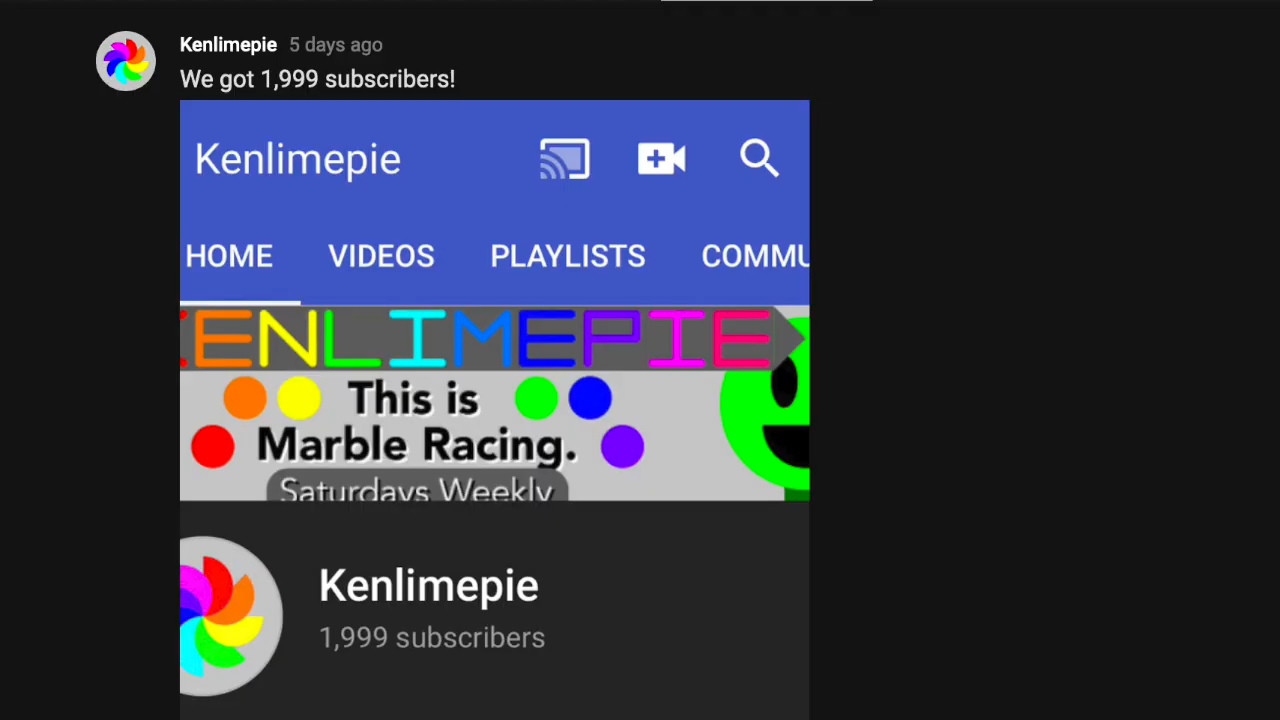 Kenlimepie 5 days ago
We got 1,999 subscribers!
Kenlimepie
HOME VIDEOS PLAYLISTS COMMU
ENLIMEPIE
This is
Marble Racing.
Saturdays Weekly
Kenlimepie
1,999 subscribers